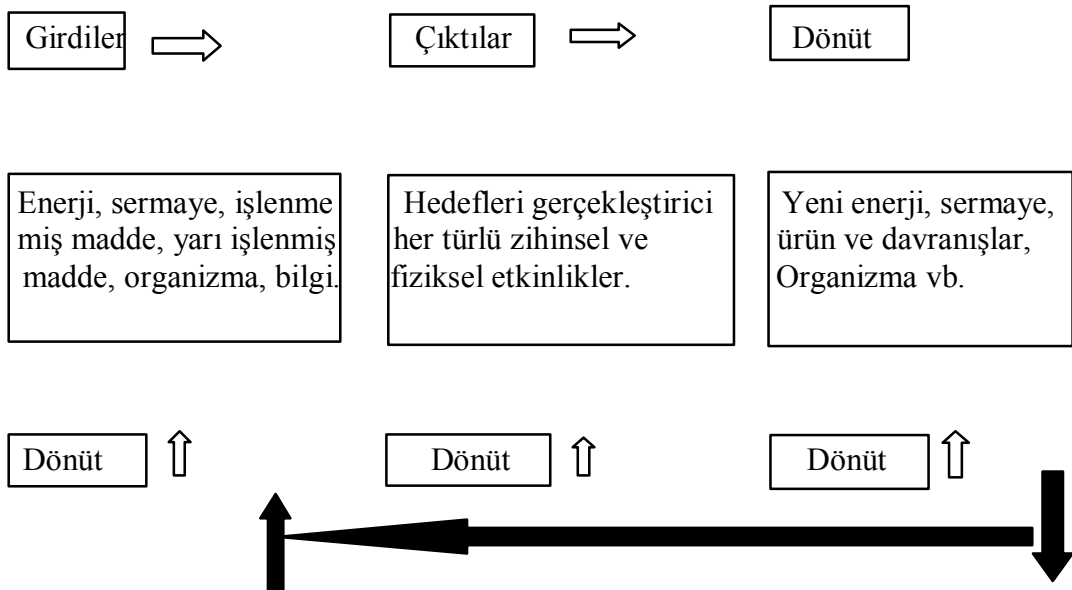 Girdiler
Çıktılar
Dönüt
Enerji, sermaye, işlenme
miş madde, yarı işlenmiş
madde, organizma, bilgi.
Hedefleri gerçekleştirici
her türlü zihinsel ve
fiziksel etkinlikler.
Yeni enerji, sermaye,
ürün ve davranışlar,
Organizma vb.
Dönüt
Dönüt
Dönüt